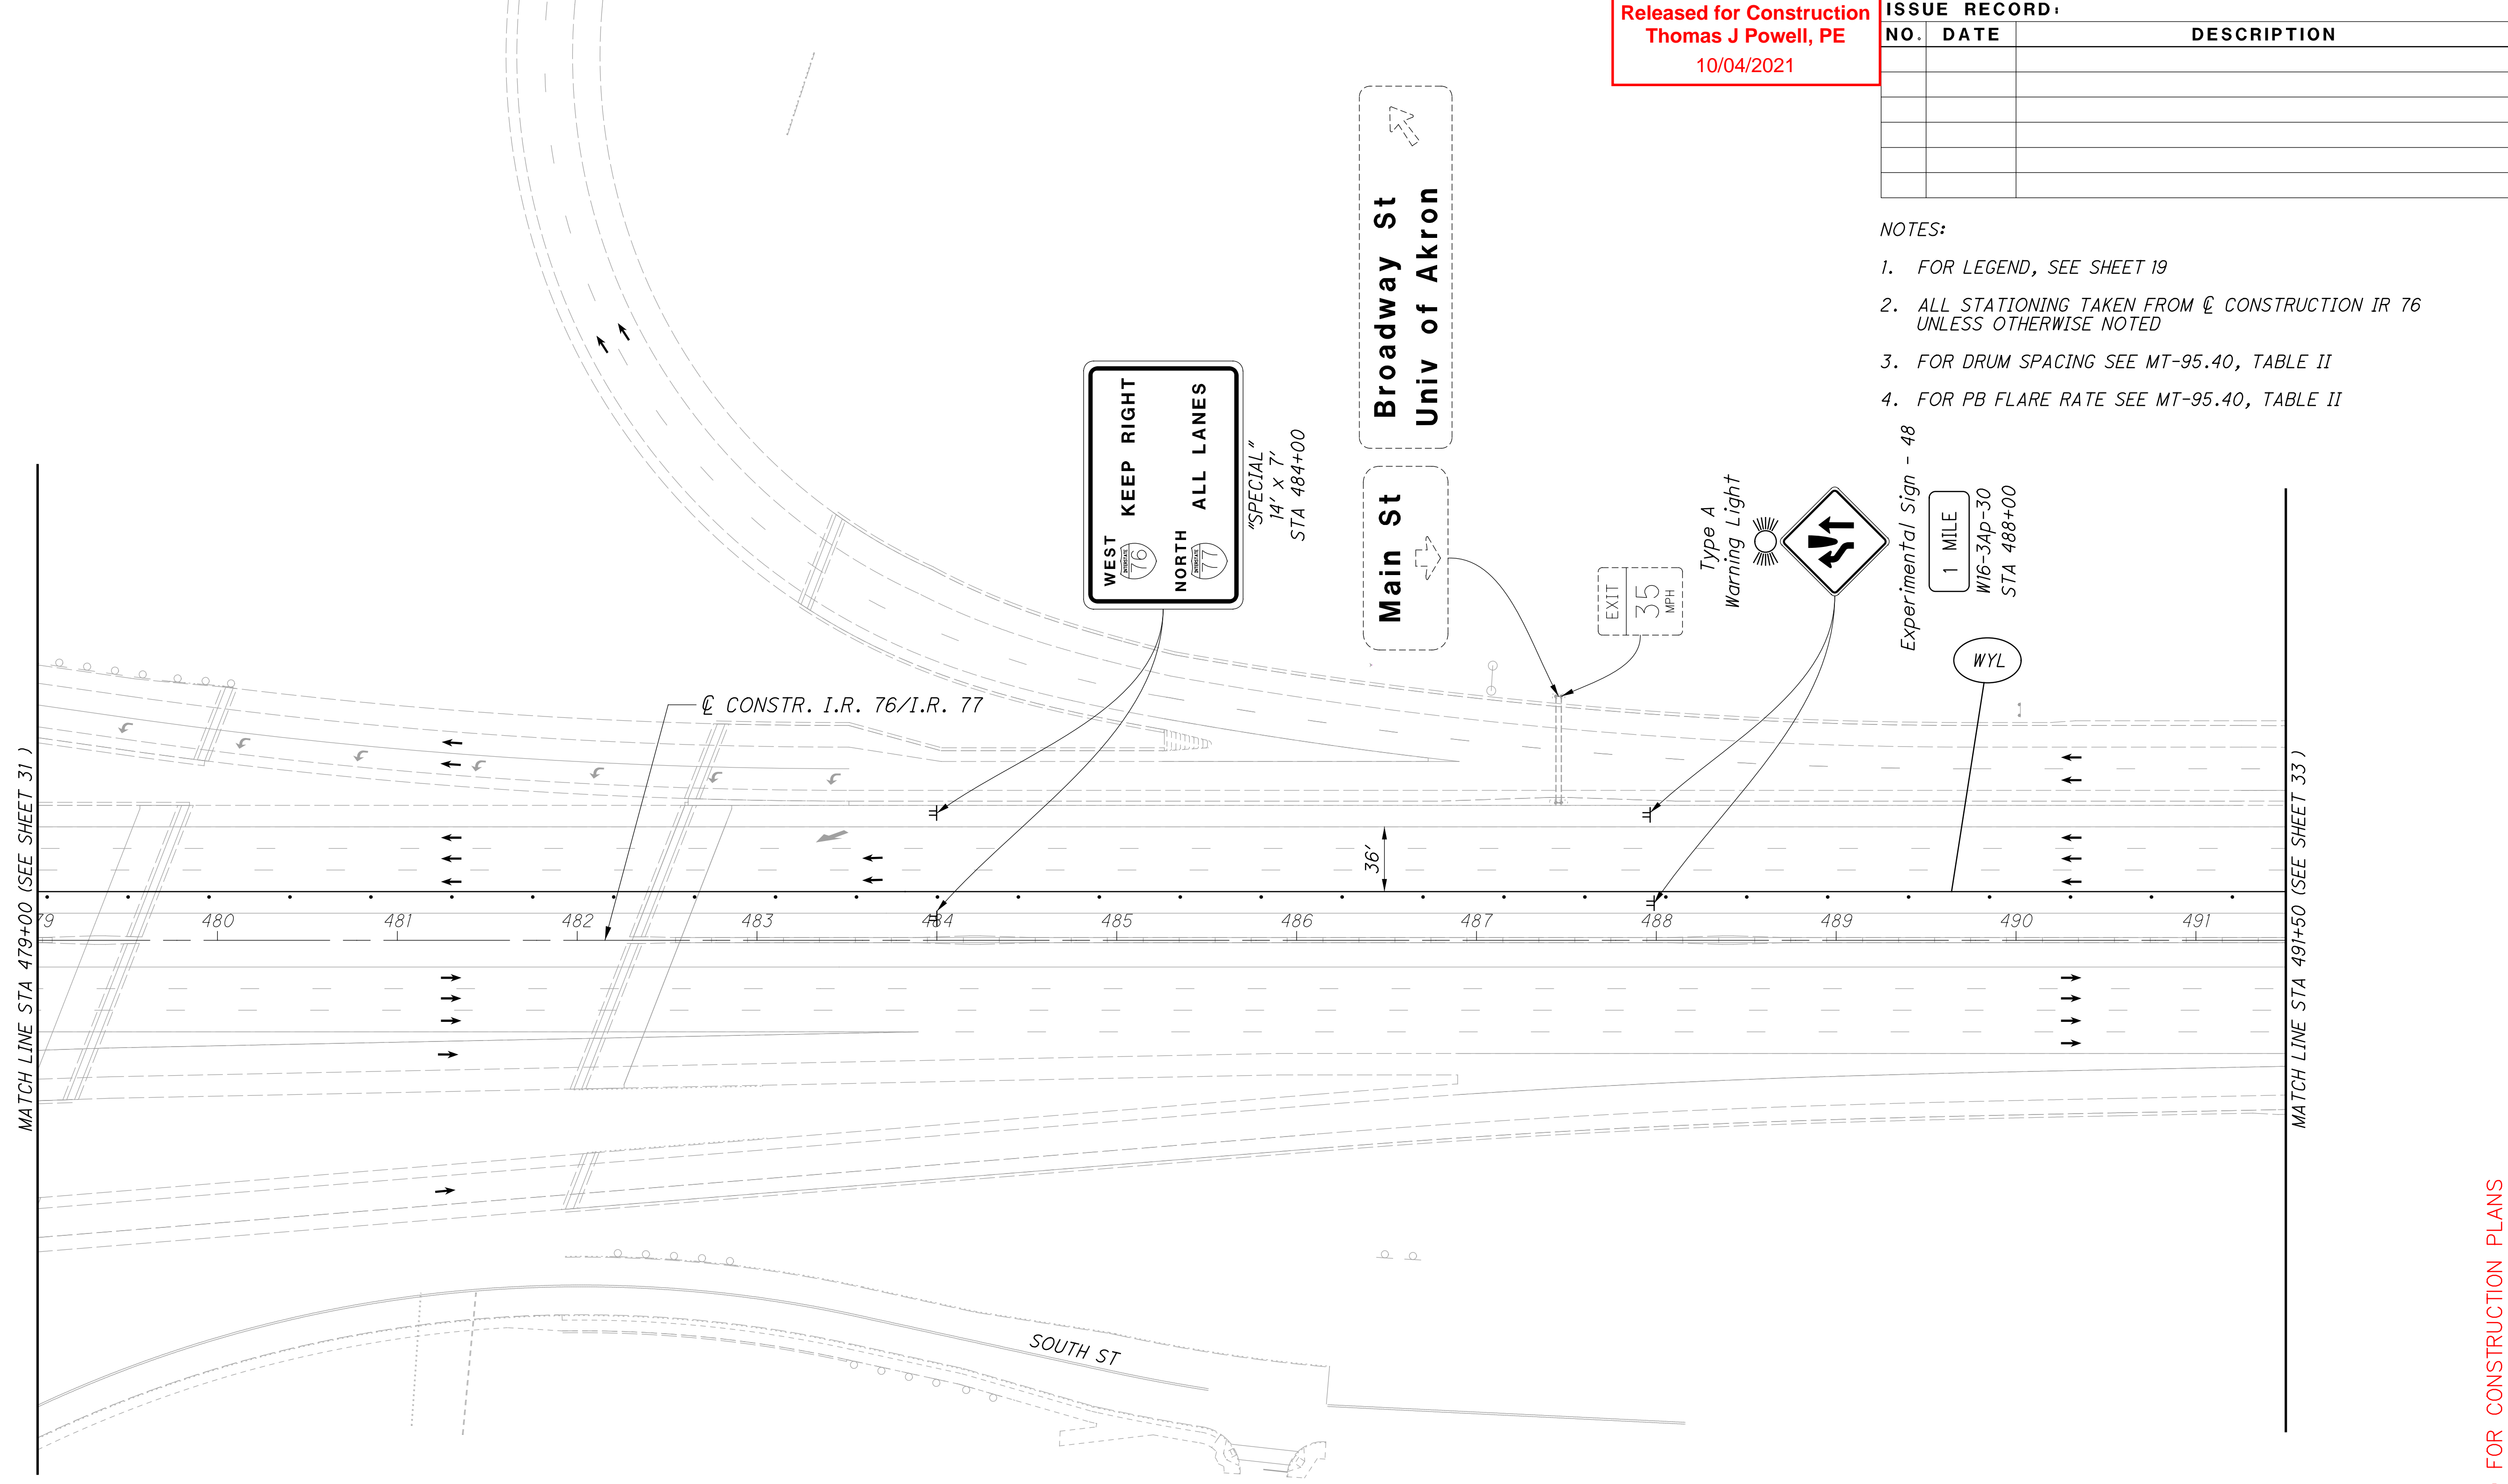 Released for Construction
Thomas J Powell, PE
10/04/2021
ISSUE RECORD:
NO. DATE DESCRIPTION
NOTES:
1. FOR LEGEND, SEE SHEET 19
2. ALL STATIONING TAKEN FROM ℄ CONSTRUCTION IR 76
UNLESS OTHERWISE NOTED
3. FOR DRUM SPACING SEE MT-95.40, TABLE II
4. FOR PB FLARE RATE SEE MT-95.40, TABLE II
Broadway St
Univ of Akron
Main St
WEST
INTERSTATE
76
KEEP RIGHT
NORTH
INTERSTATE
77
ALL LANES
"SPECIAL"
14' x 7'
STA 484+00
EXIT
35
MPH
Type A
Warning Light
Experimental Sign - 48
1 MILE
W16-3Ap-30
STA 488+00
WYL
℄ CONSTR. I.R. 76/I.R. 77
36'
79 480 481 482 483 484 485 486 487 488 489 490 491
MATCH LINE STA 479+00 (SEE SHEET 31 )
MATCH LINE STA 491+50 (SEE SHEET 33 )
SOUTH ST
FOR CONSTRUCTION PLANS